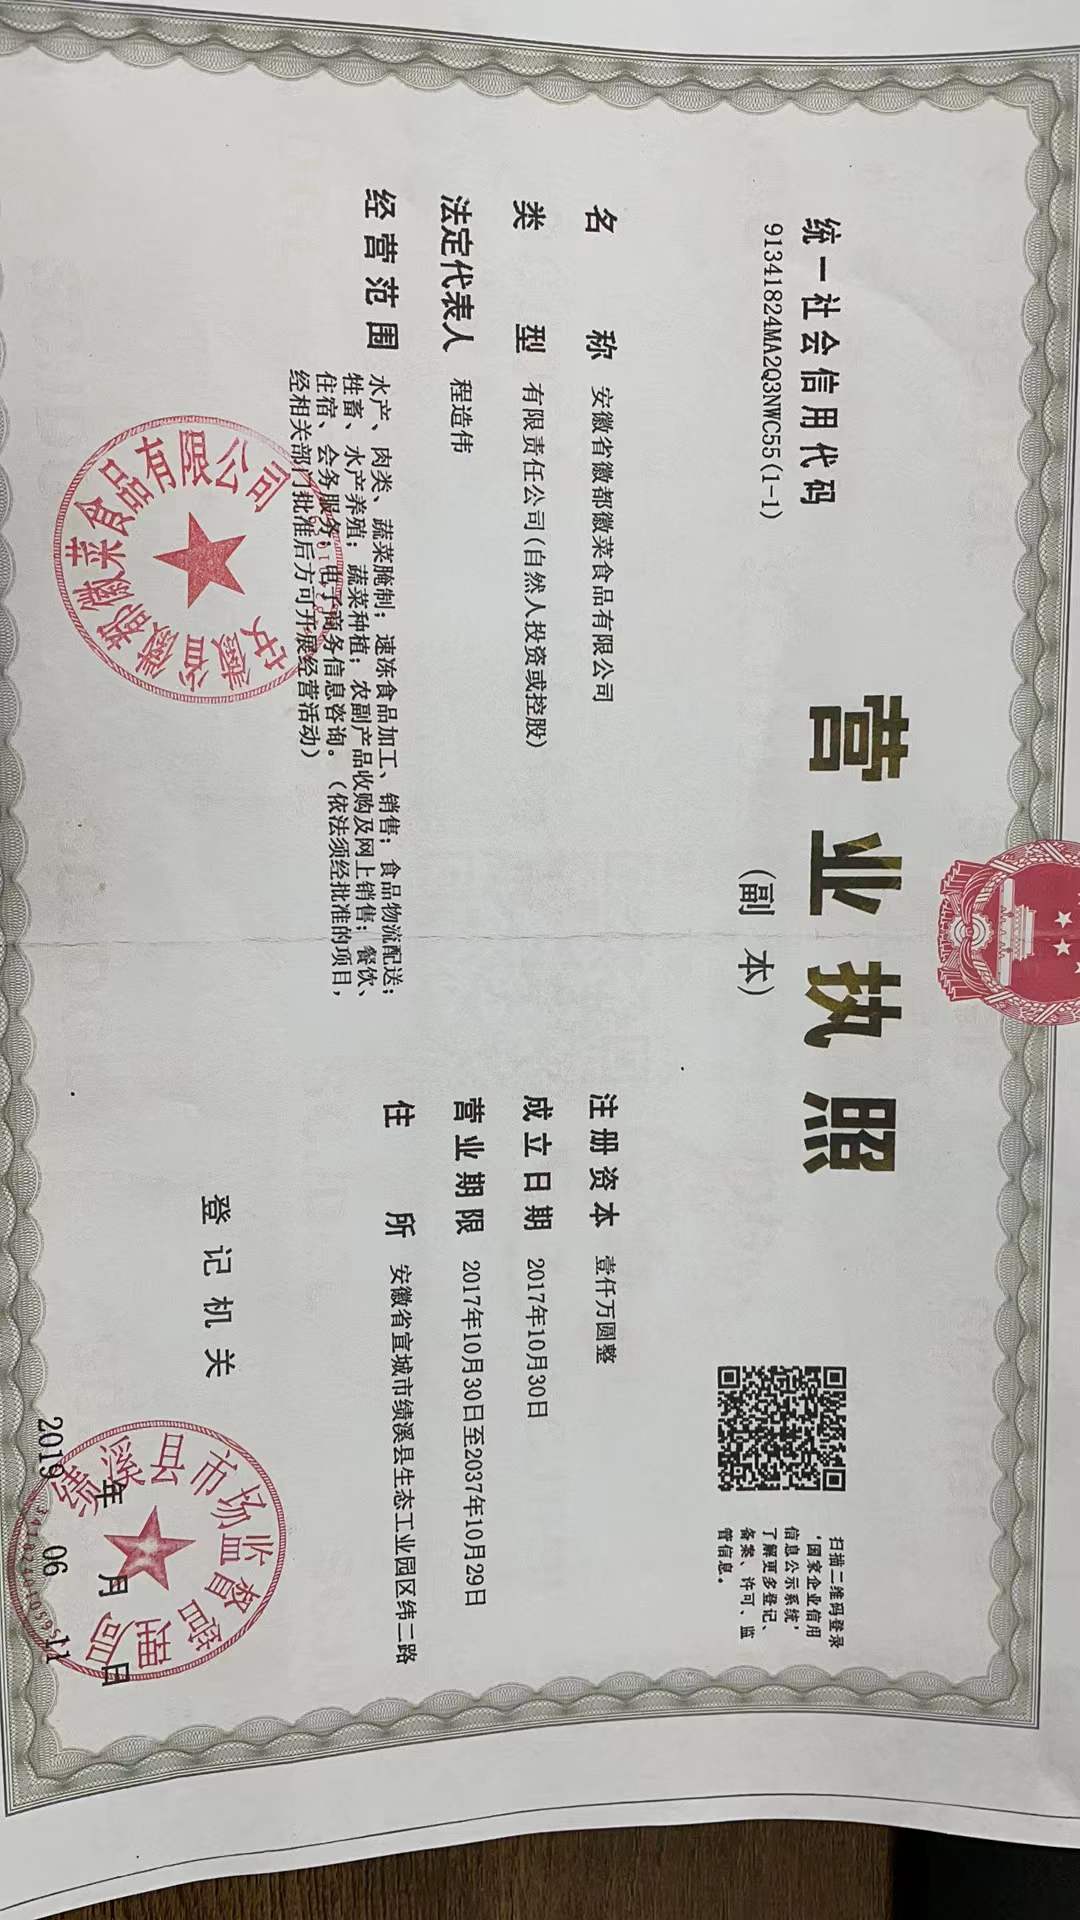 营业执照
(副 本)
统一社会信用代码
91341824MA2Q3NWC55(1-1)
扫描二维码登录
‘国家企业信用
信息公示系统’
了解更多登记、
备案、许可、监
管信息。
名 称 安徽省徽都徽菜食品有限公司
类 型 有限责任公司(自然人投资或控股)
法定代表人 程造伟
经营范围 水产、肉类、蔬菜腌制；速冻食品加工、销售；食品物流配送；
牲畜、水产养殖；蔬菜种植；农副产品收购及网上销售；餐饮、
住宿、会务服务；电子商务信息咨询。（依法须经批准的项目，
经相关部门批准后方可开展经营活动）
注册资本 壹仟万圆整
成立日期 2017年10月30日
营业期限 2017年10月30日至2037年10月29日
住 所 安徽省宣城市绩溪县生态工业园区纬二路
安徽省徽都徽菜食品有限公司
登记机关
绩溪县市场监督管理局
2019年 06月 11日